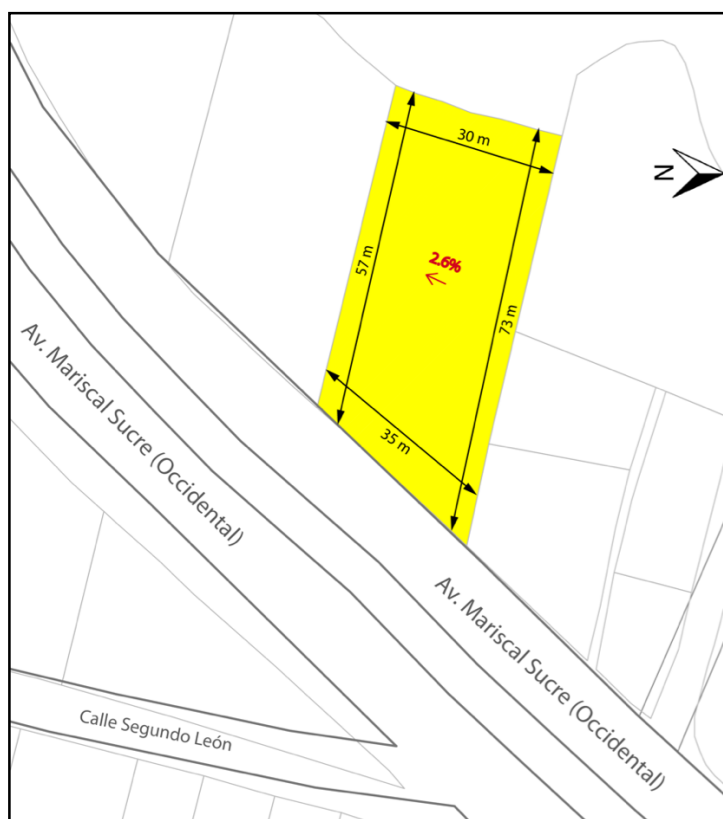 30 m
N
57 m
2.6%
73 m
35 m
Av. Mariscal Sucre (Occidental)
Av. Mariscal Sucre (Occidental)
Calle Segundo León